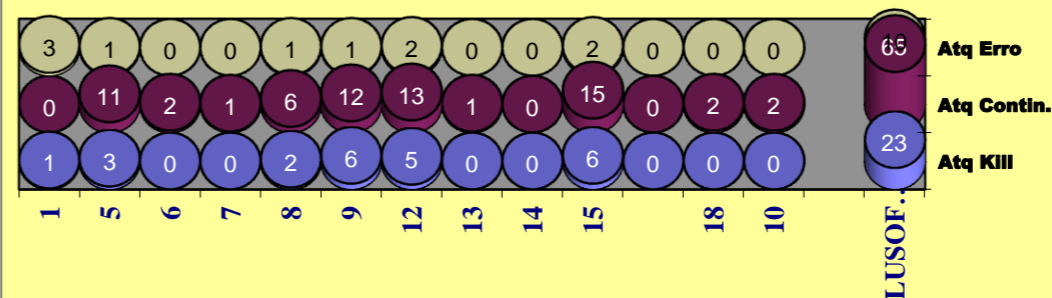 3 1 0 0 1 1 2 0 0 2 0 0 0 Atq Erro
0 11 2 1 6 12 13 1 0 15 0 2 2 65 Atq Contin.
1 3 0 0 2 6 5 0 0 6 0 0 0 23 Atq Kill
1 5 6 7 8 9 12 13 14 15 18 10 LUSOF..